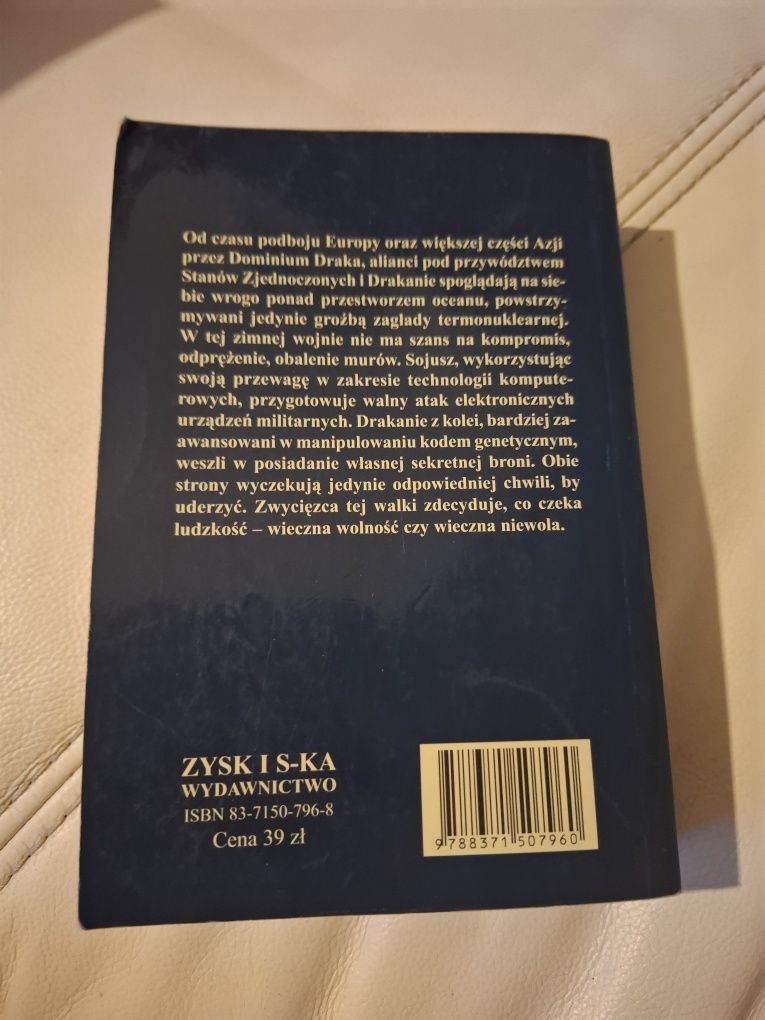 Od czasu podboju Europy oraz większej części Azji
przez Dominium Draka, alianci pod przywództwem
Stanów Zjednoczonych i Drakanie spoglądają na sie-
bie wrogo ponad przestworzem oceanu, powstrzy-
mywani jedynie groźbą zagłady termonuklearnej.
W tej zimnej wojnie nie ma szans na kompromis,
odprężenie, obalenie murów. Sojusz, wykorzystując
swoją przewagę w zakresie technologii kompute-
rowych, przygotowuje walny atak elektronicznych
urządzeń militarnych. Drakanie z kolei, bardziej za-
awansowani w manipulowaniu kodem genetycznym,
weszli w posiadanie własnej sekretnej broni. Obie
strony wyczekują jedynie odpowiedniej chwili, by
uderzyć. Zwycięzca tej walki zdecyduje, co czeka
ludzkość – wieczna wolność czy wieczna niewola.
ZYSK I S-KA
WYDAWNICTWO
ISBN 83-7150-796-8
Cena 39 zł
9 788371 507960